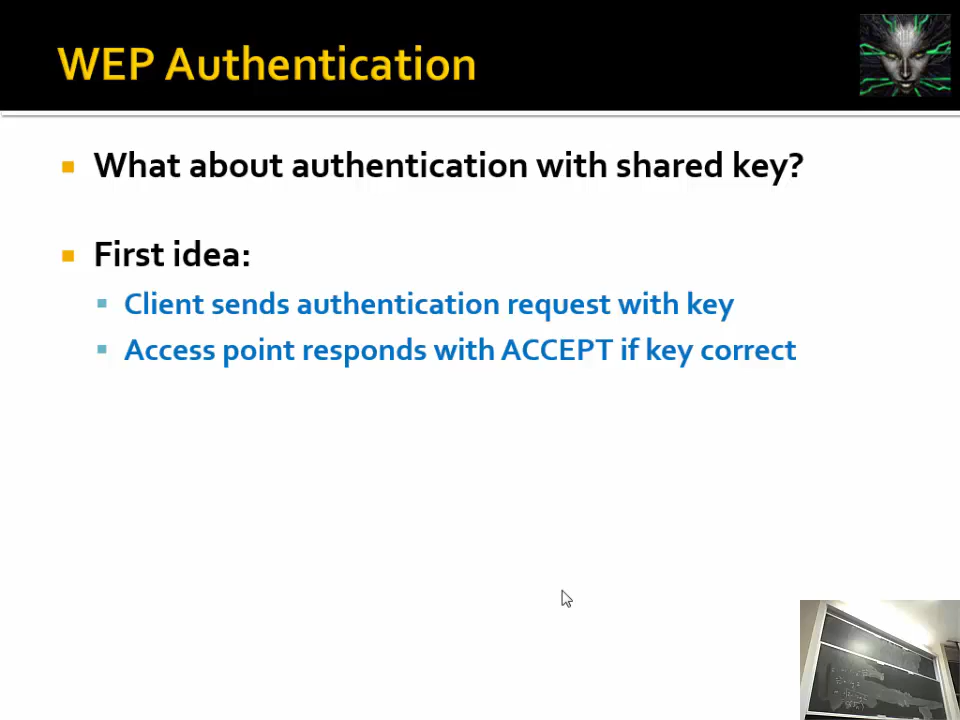 WEP Authentication
What about authentication with shared key?
First idea:
Client sends authentication request with key
Access point responds with ACCEPT if key correct